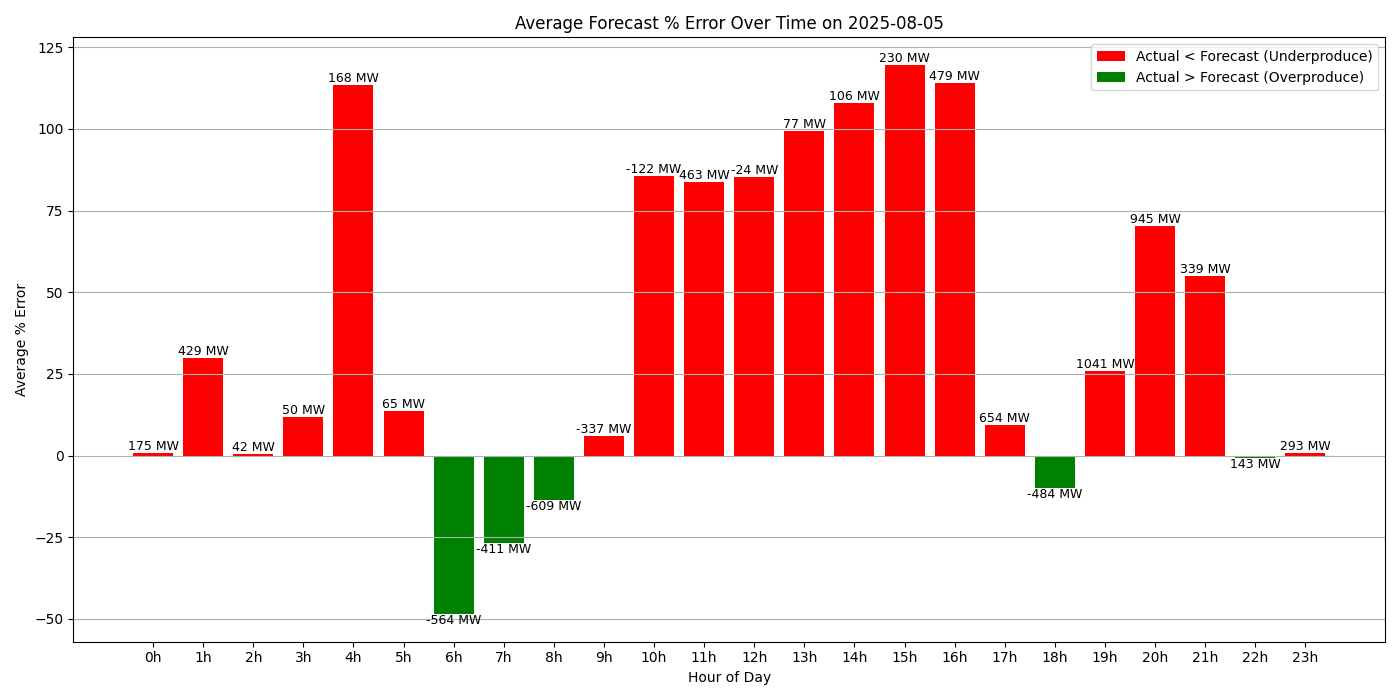 Average Forecast % Error Over Time on 2025-08-05
Actual < Forecast (Underproduce)
Actual > Forecast (Overproduce)
Average % Error
125
100
75
50
25
0
−25
−50
175 MW
429 MW
42 MW
50 MW
168 MW
65 MW
-564 MW
-411 MW
-609 MW
-337 MW
-122 MW
463 MW
-24 MW
77 MW
106 MW
230 MW
479 MW
654 MW
-484 MW
1041 MW
945 MW
339 MW
143 MW
293 MW
0h 1h 2h 3h 4h 5h 6h 7h 8h 9h 10h 11h 12h 13h 14h 15h 16h 17h 18h 19h 20h 21h 22h 23h
Hour of Day